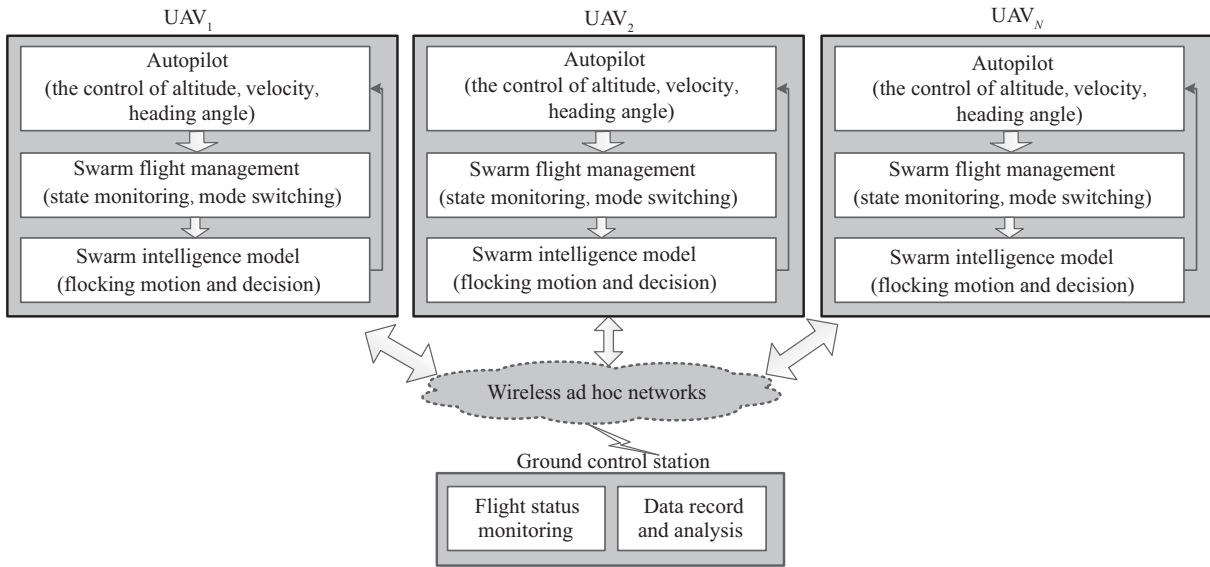 UAV1
Autopilot
(the control of altitude, velocity,
heading angle)
Swarm flight management
(state monitoring, mode switching)
Swarm intelligence model
(flocking motion and decision)
UAV2
Autopilot
(the control of altitude, velocity,
heading angle)
Swarm flight management
(state monitoring, mode switching)
Swarm intelligence model
(flocking motion and decision)
UAVN
Autopilot
(the control of altitude, velocity,
heading angle)
Swarm flight management
(state monitoring, mode switching)
Swarm intelligence model
(flocking motion and decision)
Wireless ad hoc networks
Ground control station
Flight status
monitoring
Data record
and analysis